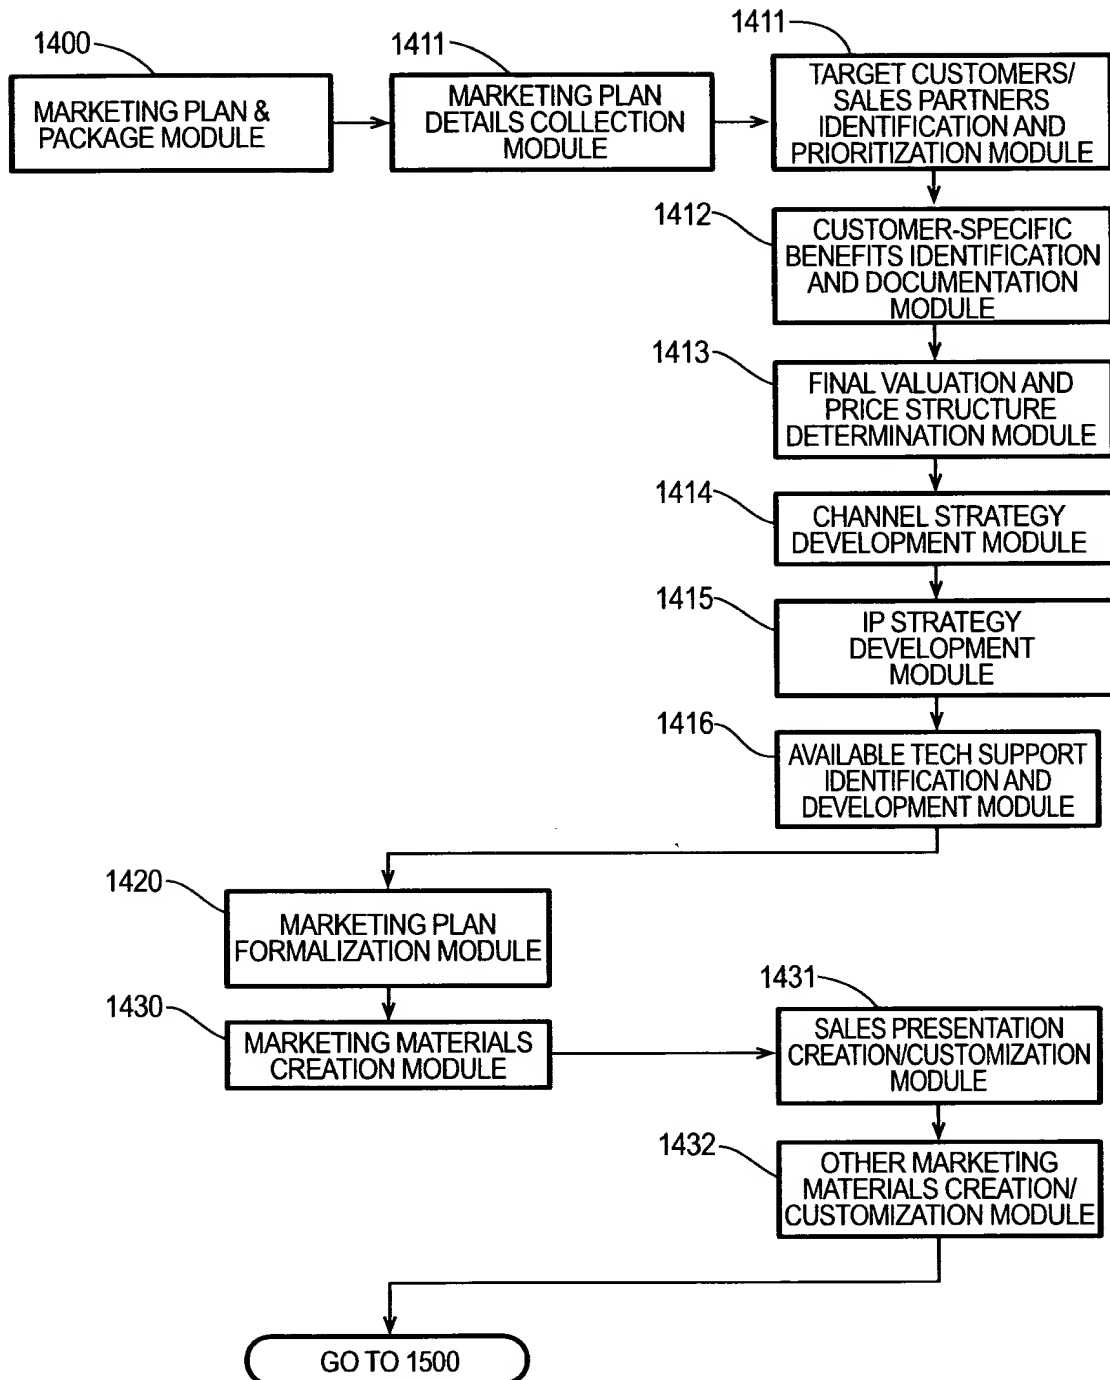 1400
MARKETING PLAN &
PACKAGE MODULE
1411
MARKETING PLAN
DETAILS COLLECTION
MODULE
1411
TARGET CUSTOMERS/
SALES PARTNERS
IDENTIFICATION AND
PRIORITIZATION MODULE
1412
CUSTOMER-SPECIFIC
BENEFITS IDENTIFICATION
AND DOCUMENTATION
MODULE
1413
FINAL VALUATION AND
PRICE STRUCTURE
DETERMINATION MODULE
1414
CHANNEL STRATEGY
DEVELOPMENT MODULE
1415
IP STRATEGY
DEVELOPMENT
MODULE
1416
AVAILABLE TECH SUPPORT
IDENTIFICATION AND
DEVELOPMENT MODULE
1420
MARKETING PLAN
FORMALIZATION MODULE
1430
MARKETING MATERIALS
CREATION MODULE
1431
SALES PRESENTATION
CREATION/CUSTOMIZATION
MODULE
1432
OTHER MARKETING
MATERIALS CREATION/
CUSTOMIZATION MODULE
GO TO 1500